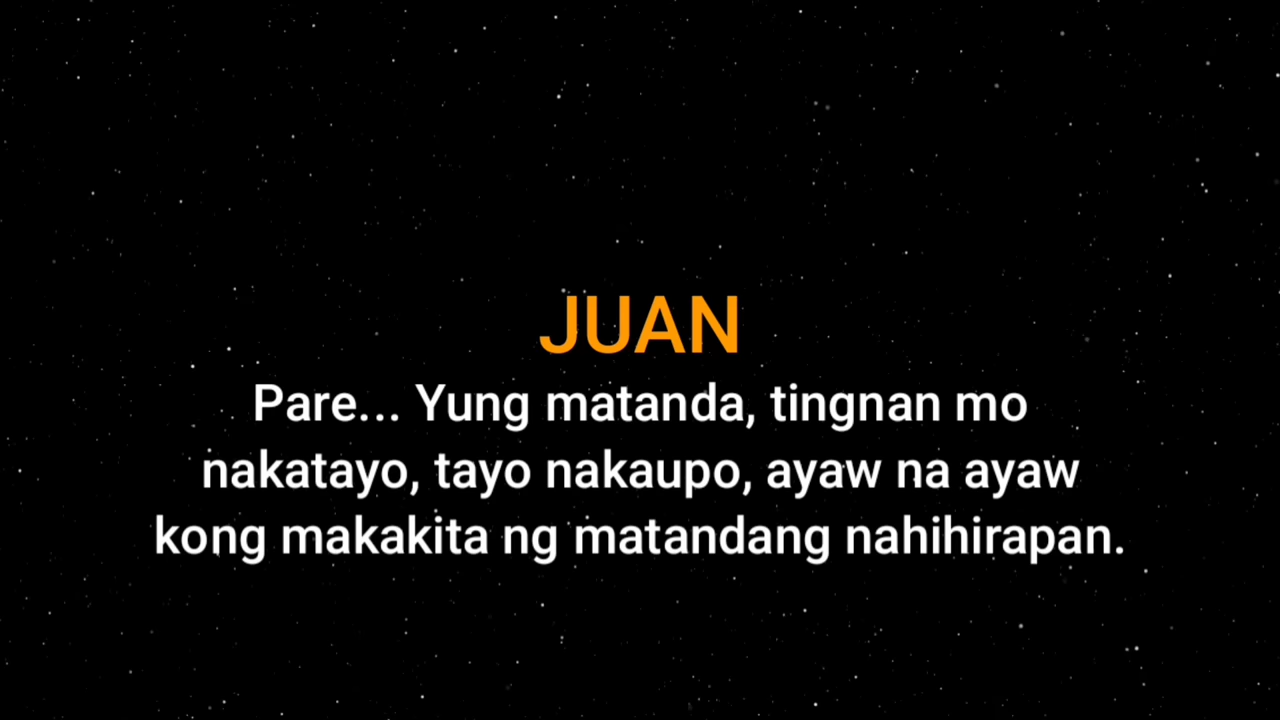 JUAN
Pare... Yung matanda, tingnan mo
nakatayo, tayo nakaupo, ayaw na ayaw
kong makakita ng matandang nahihirapan.